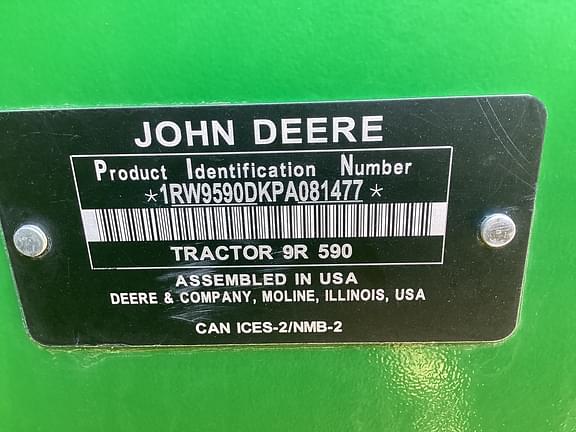 JOHN DEERE
Product Identification Number
*1RW9590DKPA081477*
TRACTOR 9R 590
ASSEMBLED IN USA
DEERE & COMPANY, MOLINE, ILLINOIS, USA
CAN ICES-2/NMB-2